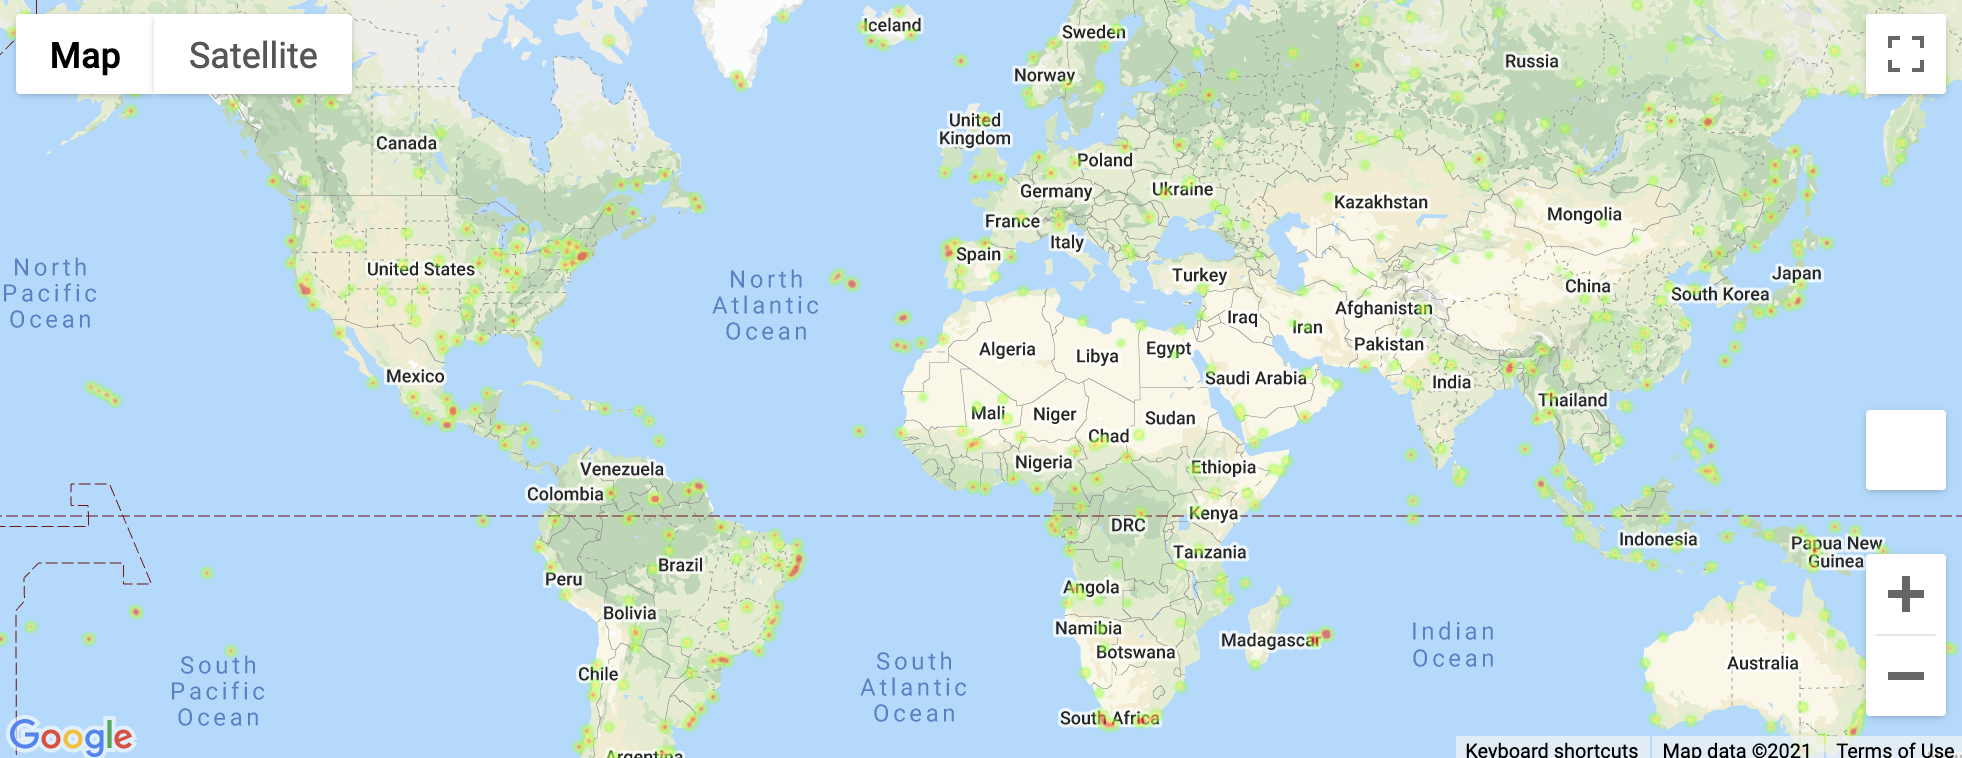 Map
Satellite
Iceland
Sweden
Russia
Norway
United
Kingdom
Canada
Poland
Germany
Ukraine
Kazakhstan
Mongolia
France
Italy
Spain
United States
Turkey
Japan
China
South Korea
North
Pacific
Ocean
North
Atlantic
Ocean
Afghanistan
Iraq
Iran
Pakistan
Algeria
Libya
Egypt
Mexico
Saudi Arabia
India
Thailand
Mali
Niger
Sudan
Chad
Nigeria
Ethiopia
Venezuela
Colombia
Kenya
DRC
Indonesia
Tanzania
Papua New
Guinea
Brazil
Peru
Angola
Bolivia
Namibia
Madagascar
Botswana
Indian
Ocean
Australia
Chile
South
Pacific
Ocean
South
Atlantic
Ocean
South Africa
Google
Argentina
Keyboard shortcuts
Map data ©2021
Terms of Use